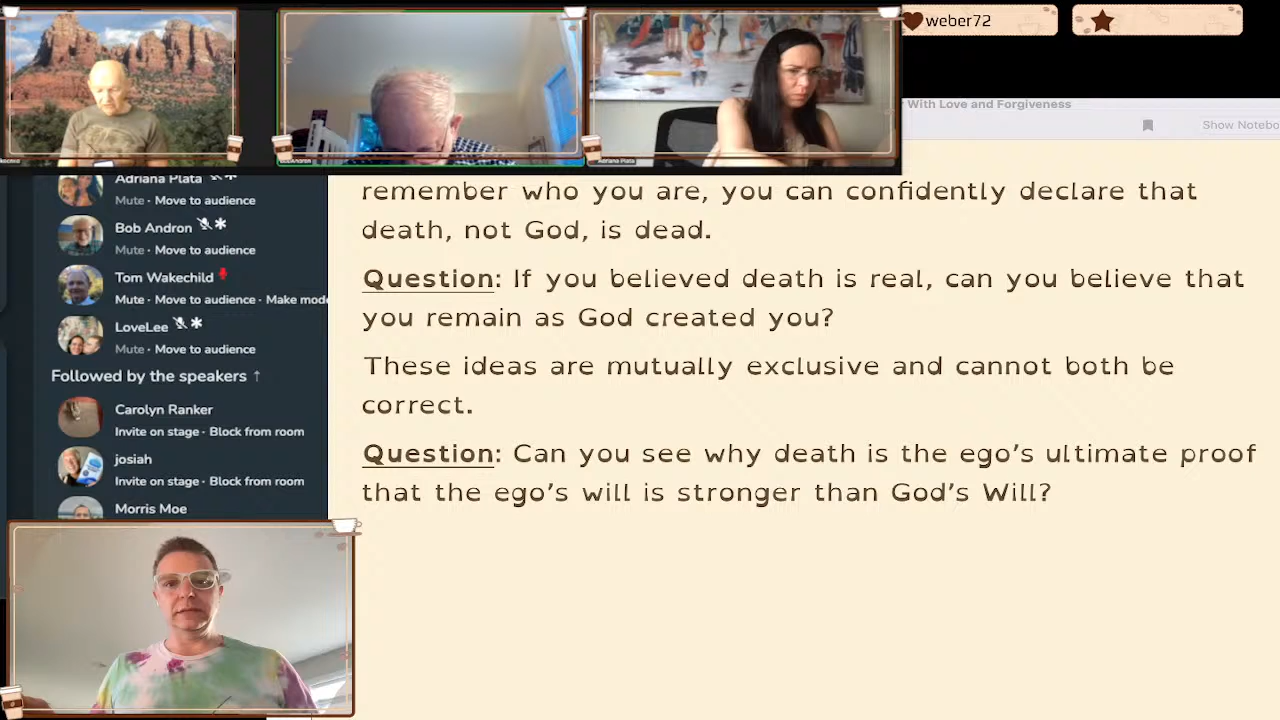 weber72
With Love and Forgiveness
Adriana Plata
Show Notebo
Adriana Plata
Mute · Move to audience
Bob Andron
Mute · Move to audience
Tom Wakechild
Mute · Move to audience · Make mode
LoveLee
Mute · Move to audience
Followed by the speakers ↑
Carolyn Ranker
Invite on stage · Block from room
josiah
Invite on stage · Block from room
Morris Moe
remember who you are, you can confidently declare that
death, not God, is dead.
Question: If you believed death is real, can you believe that
you remain as God created you?
These ideas are mutually exclusive and cannot both be
correct.
Question: Can you see why death is the ego's ultimate proof
that the ego's will is stronger than God's Will?